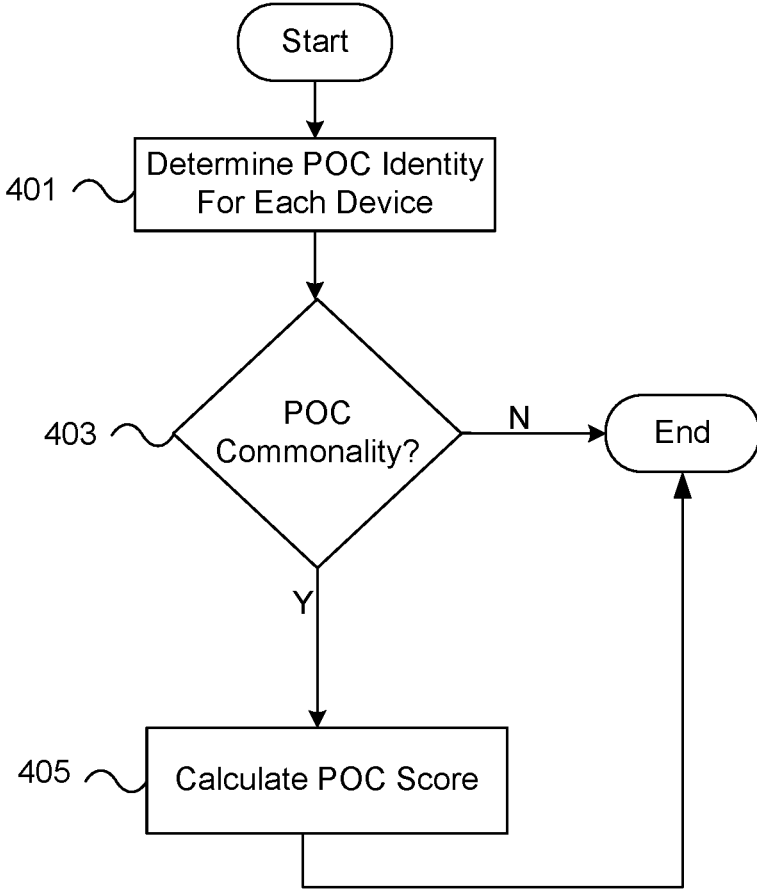 Start
401
Determine POC Identity
For Each Device
403
POC
Commonality?
N
End
Y
405
Calculate POC Score